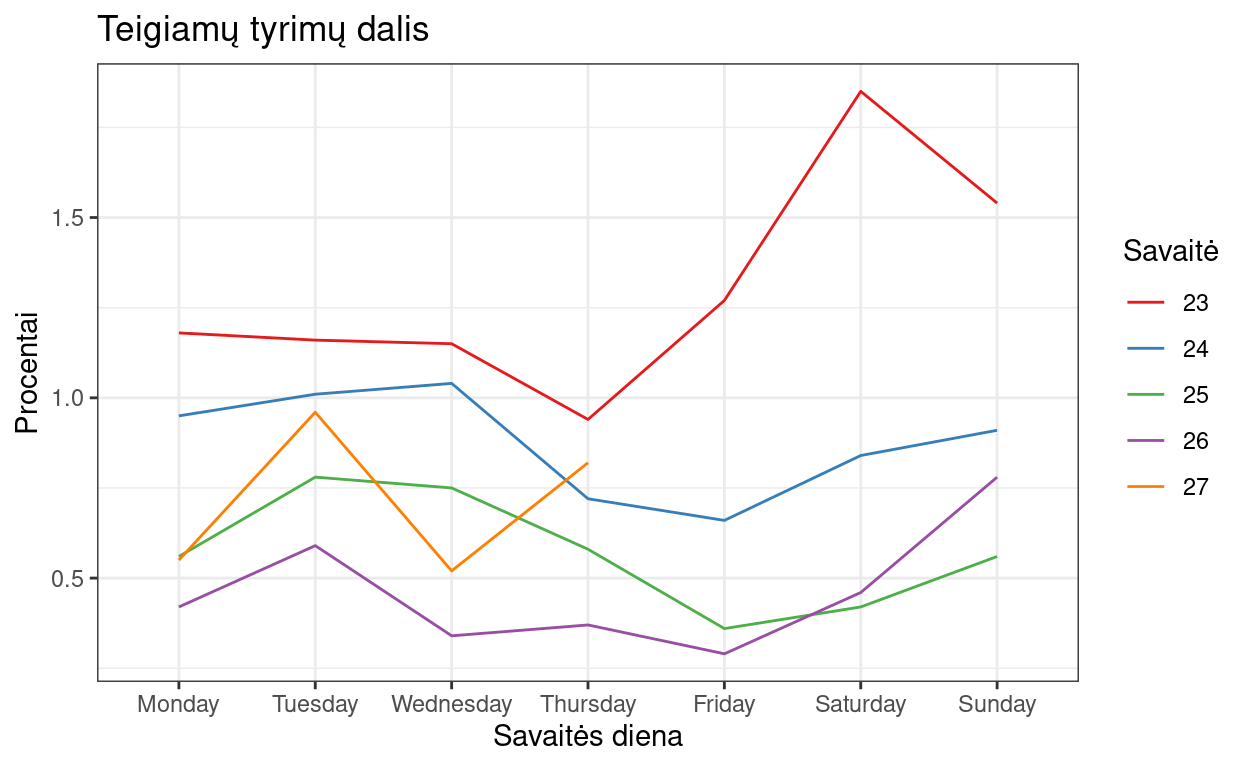 Teigiamų tyrimų dalis
Procentai
1.5
1.0
0.5
Monday Tuesday Wednesday Thursday Friday Saturday Sunday
Savaitės diena
Savaitė
23
24
25
26
27